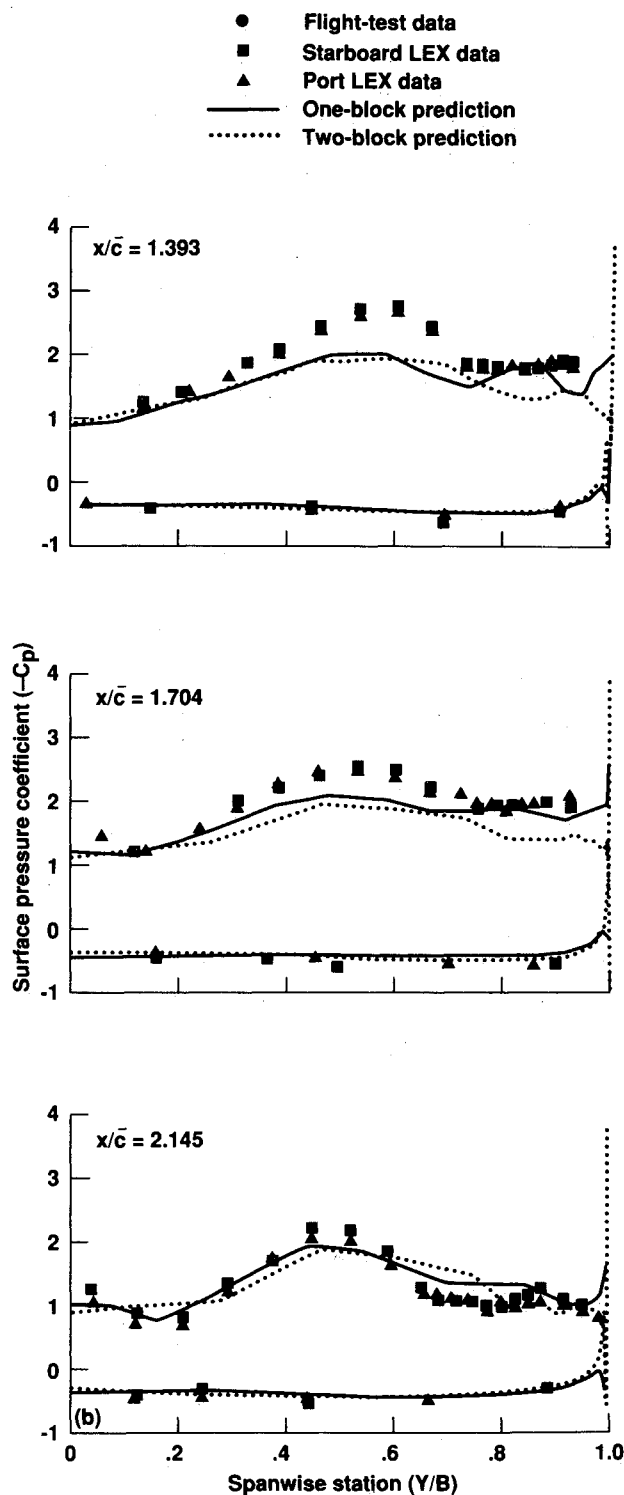 Flight-test data
Starboard LEX data
Port LEX data
One-block prediction
Two-block prediction
4
3
2
1
0
-1
x/c̄ = 1.393
4
3
2
1
0
-1
x/c̄ = 1.704
Surface pressure coefficient (–Cp)
4
3
2
1
0
-1
x/c̄ = 2.145
(b)
0 .2 .4 .6 .8 1.0
Spanwise station (Y/B)